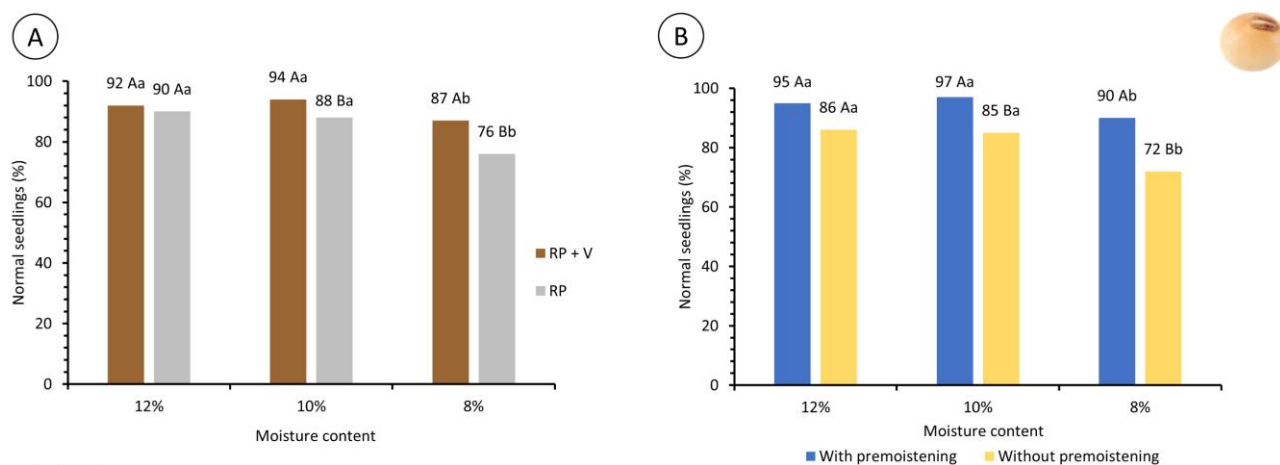 A
100
80
60
40
20
0
Normal seedlings (%)
92 Aa
90 Aa
94 Aa
88 Ba
87 Ab
76 Bb
12%
10%
8%
Moisture content
RP + V
RP
B
100
80
60
40
20
0
Normal seedlings (%)
95 Aa
86 Aa
97 Aa
85 Ba
90 Ab
72 Bb
12%
10%
8%
Moisture content
With premoistening
Without premoistening